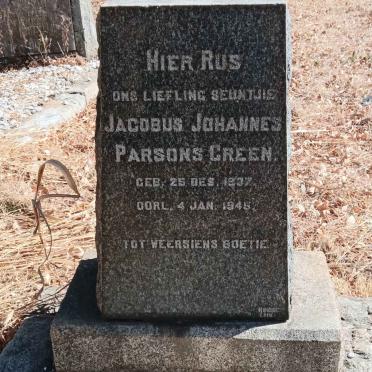 HIER RUS
ONS LIEFLING SEUNTJIE
JACOBUS JOHANNES
PARSONS GREEN.
GEB. 25 DES. 1937.
OORL. 4 JAN. 1945.
TOT WEERSIENS BOETIE